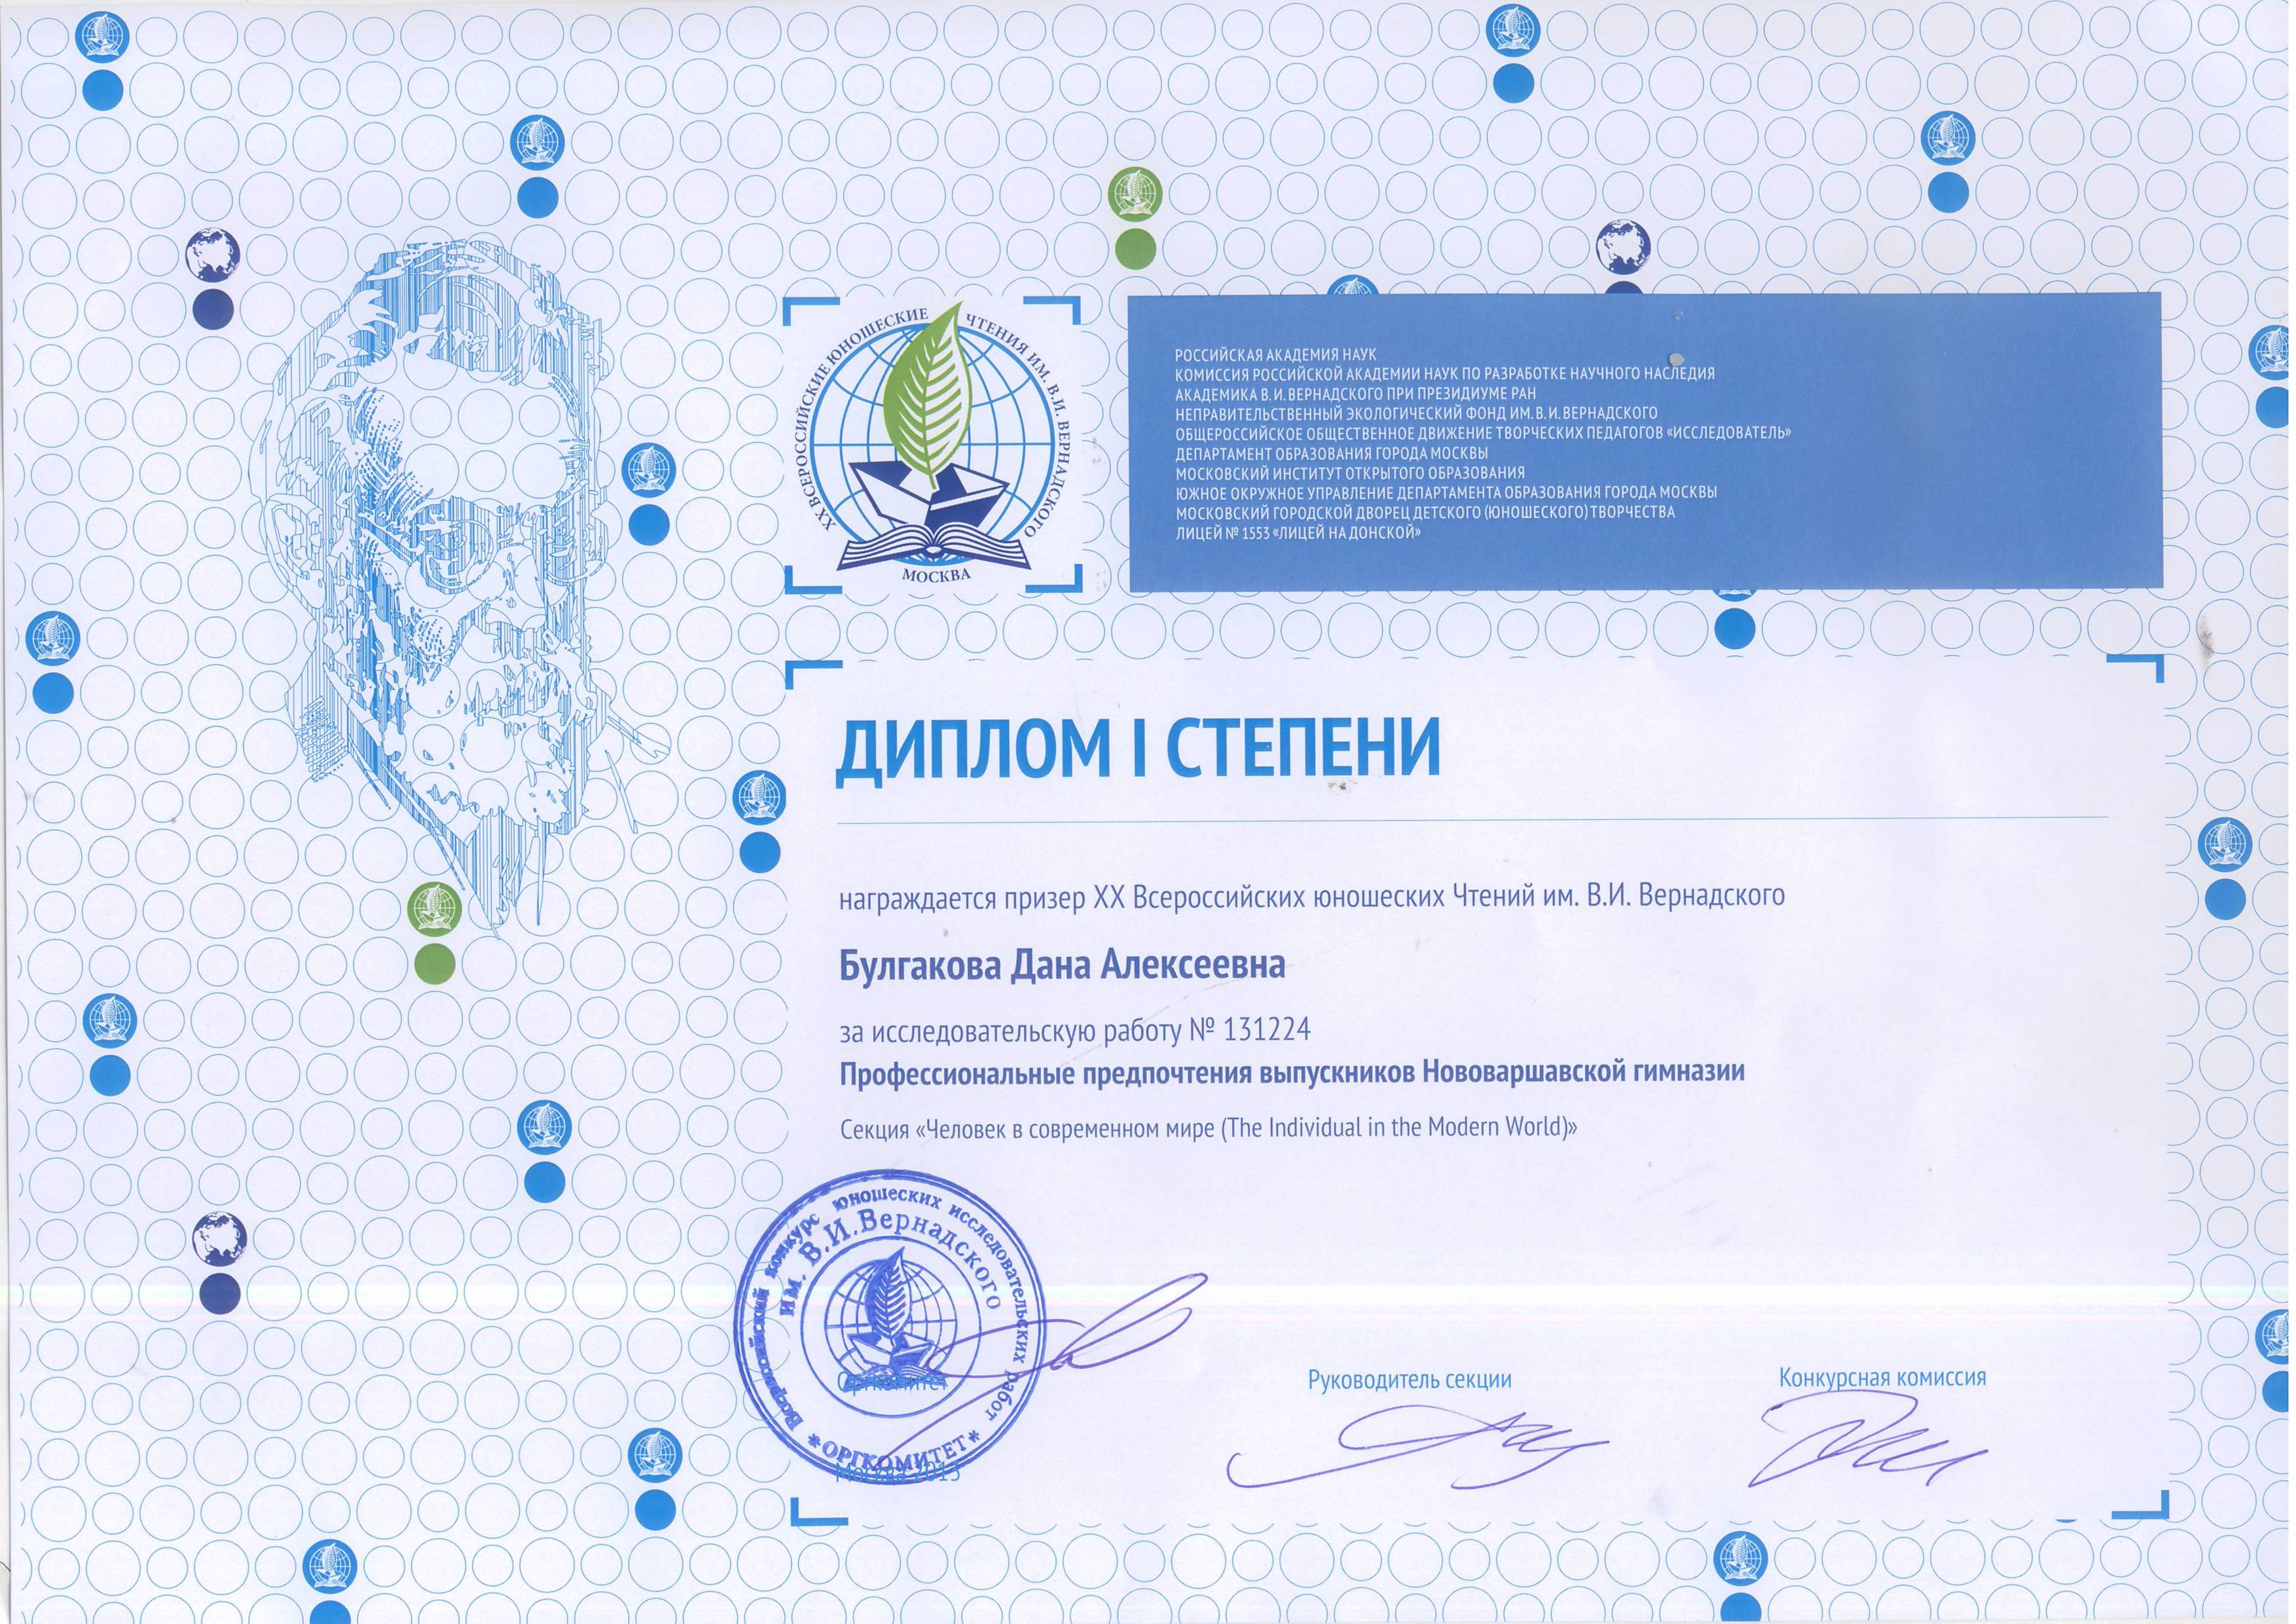 XX ВСЕРОССИЙСКИЕ ЮНОШЕСКИЕ ЧТЕНИЯ ИМ. В.И. ВЕРНАДСКОГО
МОСКВА
РОССИЙСКАЯ АКАДЕМИЯ НАУК
КОМИССИЯ РОССИЙСКОЙ АКАДЕМИИ НАУК ПО РАЗРАБОТКЕ НАУЧНОГО НАСЛЕДИЯ
АКАДЕМИКА В. И. ВЕРНАДСКОГО ПРИ ПРЕЗИДИУМЕ РАН
НЕПРАВИТЕЛЬСТВЕННЫЙ ЭКОЛОГИЧЕСКИЙ ФОНД ИМ. В. И. ВЕРНАДСКОГО
ОБЩЕРОССИЙСКОЕ ОБЩЕСТВЕННОЕ ДВИЖЕНИЕ ТВОРЧЕСКИХ ПЕДАГОГОВ «ИССЛЕДОВАТЕЛЬ»
ДЕПАРТАМЕНТ ОБРАЗОВАНИЯ ГОРОДА МОСКВЫ
МОСКОВСКИЙ ИНСТИТУТ ОТКРЫТОГО ОБРАЗОВАНИЯ
ЮЖНОЕ ОКРУЖНОЕ УПРАВЛЕНИЕ ДЕПАРТАМЕНТА ОБРАЗОВАНИЯ ГОРОДА МОСКВЫ
МОСКОВСКИЙ ГОРОДСКОЙ ДВОРЕЦ ДЕТСКОГО (ЮНОШЕСКОГО) ТВОРЧЕСТВА
ЛИЦЕЙ № 1553 «ЛИЦЕЙ НА ДОНСКОЙ»
ДИПЛОМ I СТЕПЕНИ
награждается призер XX Всероссийских юношеских Чтений им. В.И. Вернадского
Булгакова Дана Алексеевна
за исследовательскую работу № 131224
Профессиональные предпочтения выпускников Нововаршавской гимназии
Секция «Человек в современном мире (The Individual in the Modern World)»
Всероссийский конкурс юношеских исследовательских работ
им. В.И.Вернадского
*ОРГКОМИТЕТ*
Оргкомитет
Москва 2013
Руководитель секции
Конкурсная комиссия